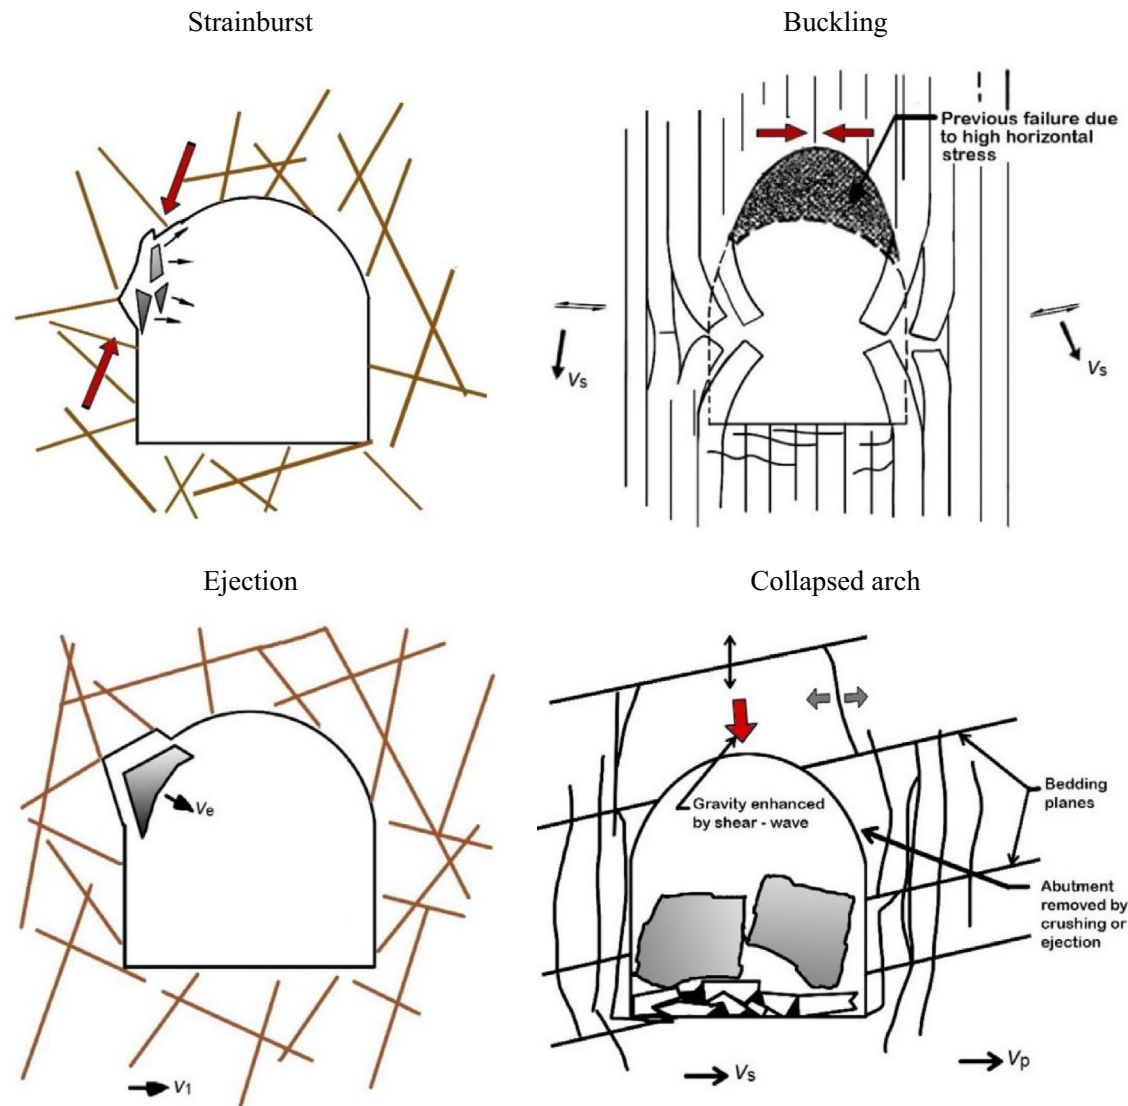 Strainburst
Buckling
Previous failure due
to high horizontal
stress
Vs
Vs
Ejection
Collapsed arch
Ve
Gravity enhanced
by shear - wave
Bedding
planes
Abutment
removed by
crushing or
ejection
V1
Vs
Vp